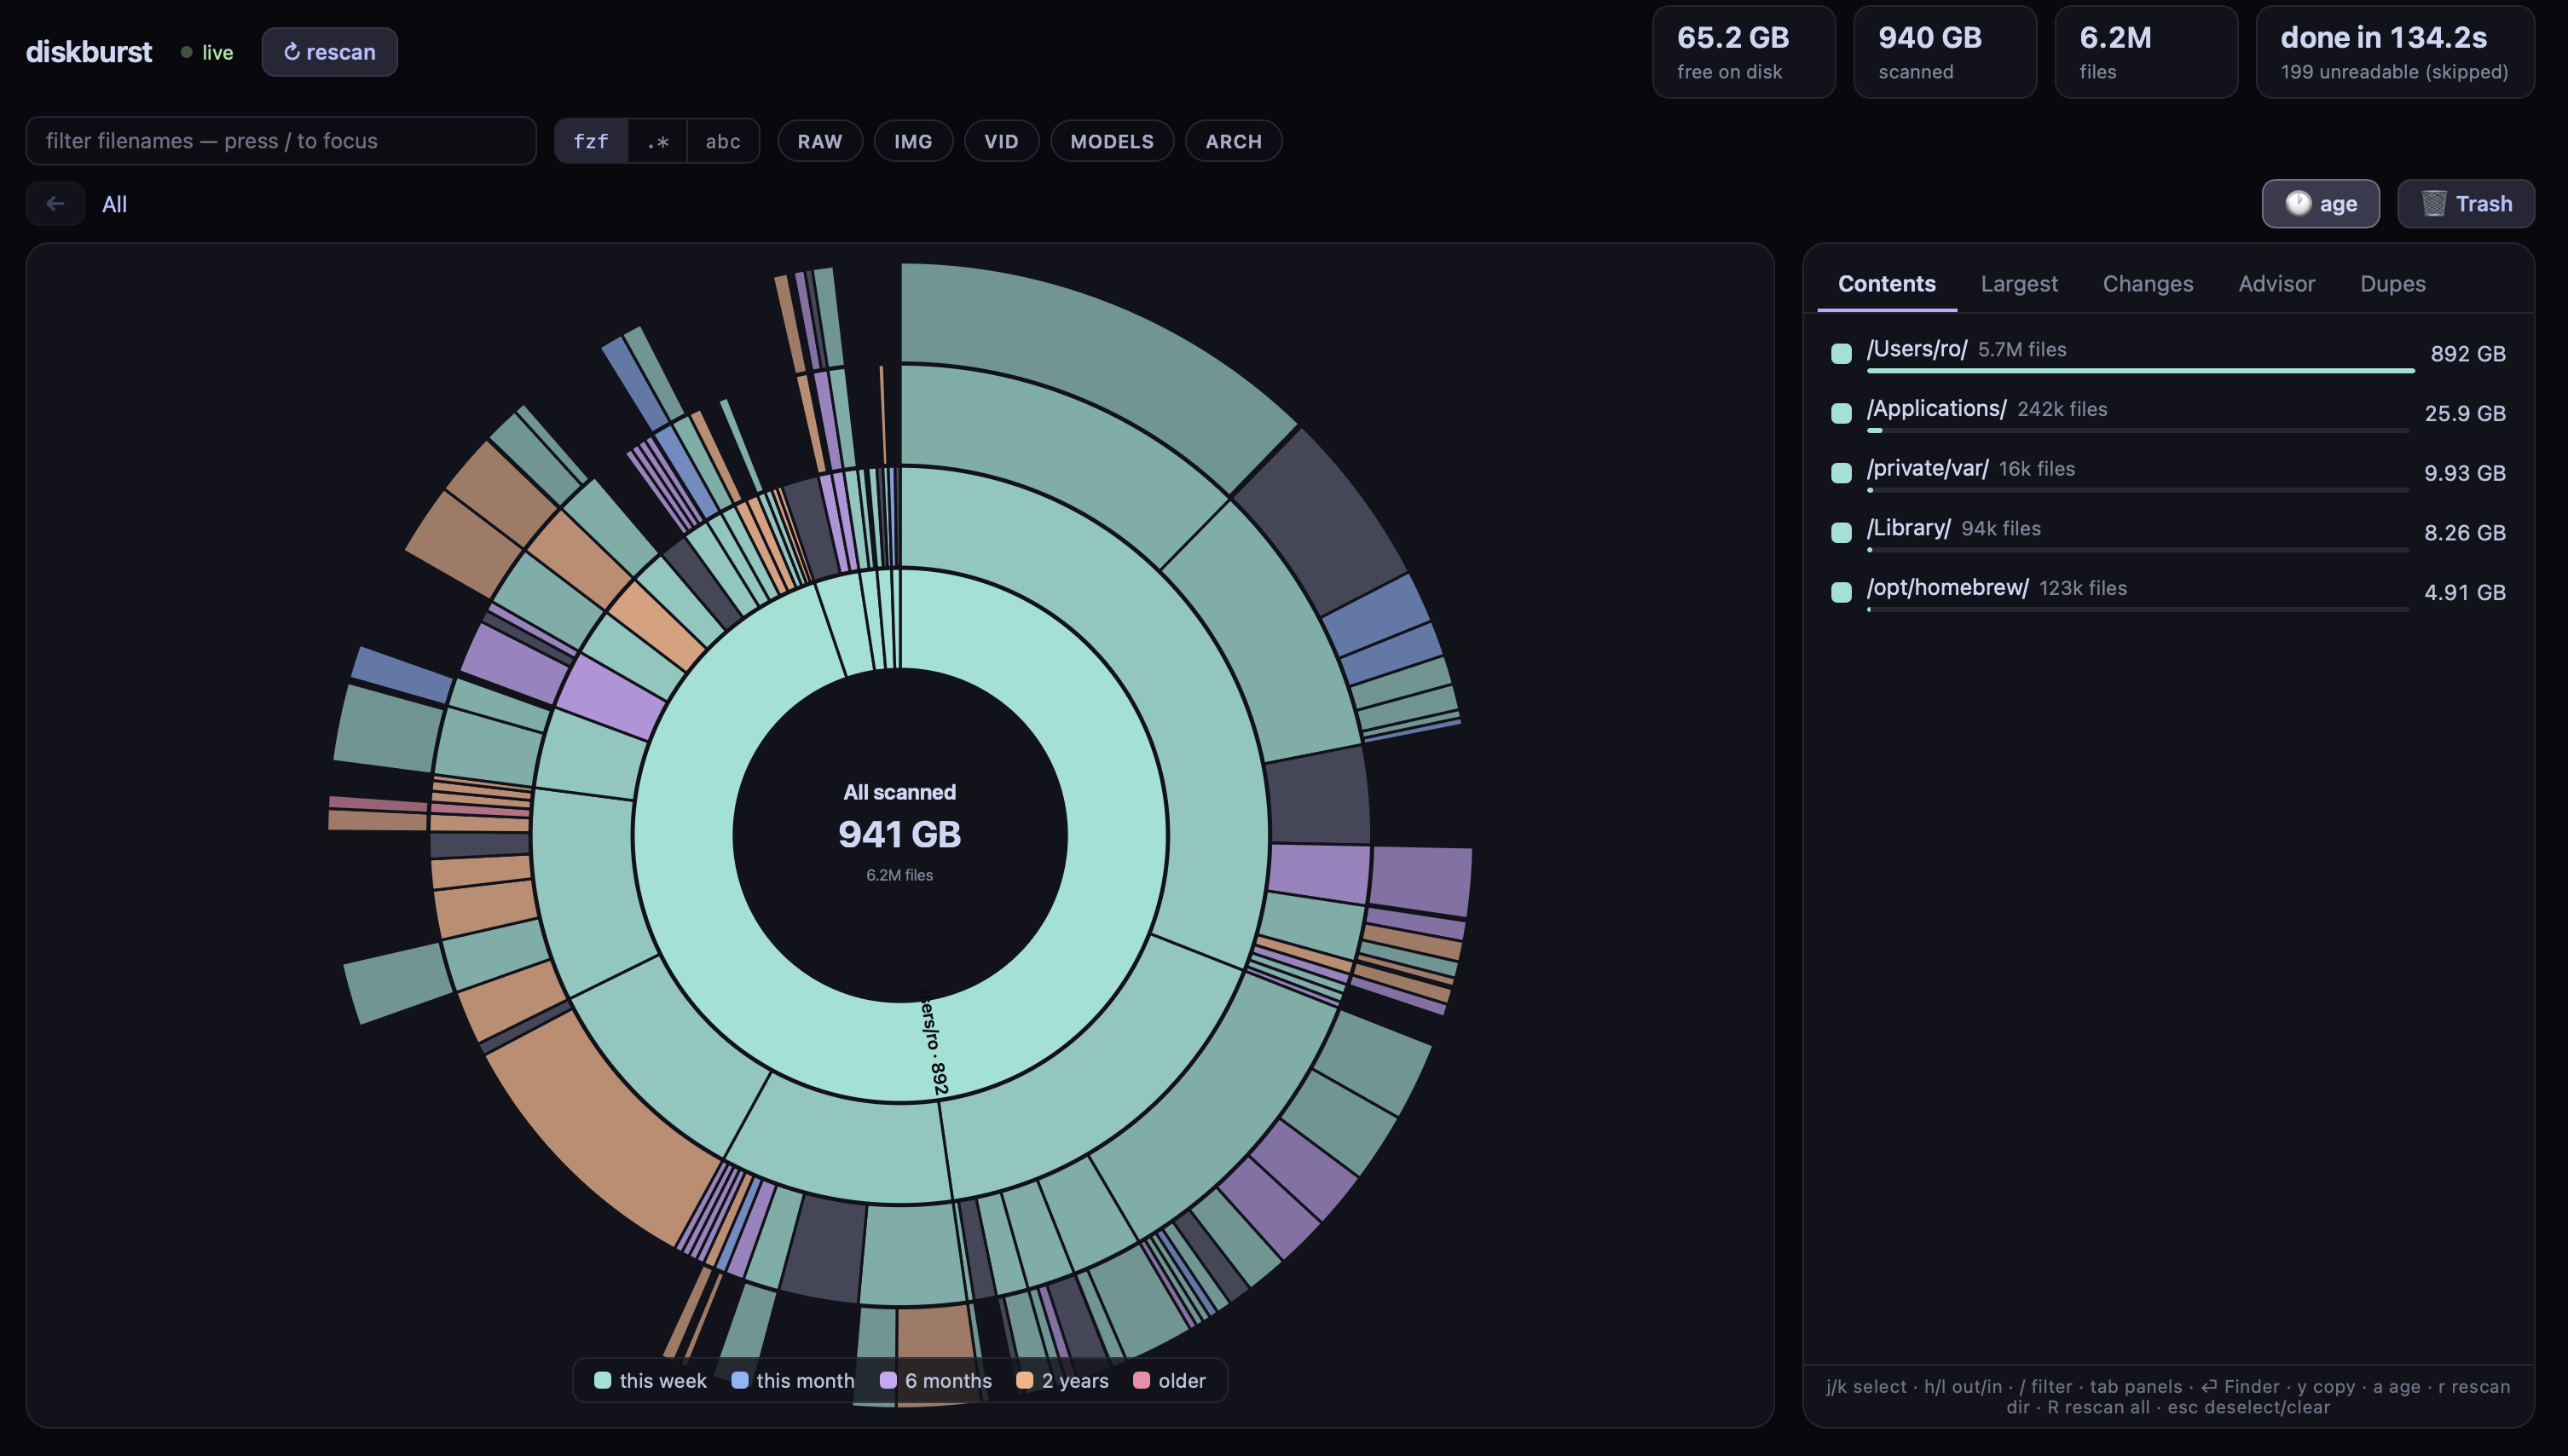 diskburst
live
↻ rescan
65.2 GB
free on disk
940 GB
scanned
6.2M
files
done in 134.2s
199 unreadable (skipped)
filter filenames — press / to focus
fzf
.*
abc
RAW
IMG
VID
MODELS
ARCH
←
All
age
Trash
All scanned
941 GB
6.2M files
sers/ro · 892
this week
this month
6 months
2 years
older
Contents
Largest
Changes
Advisor
Dupes
/Users/ro/ 5.7M files 892 GB
/Applications/ 242k files 25.9 GB
/private/var/ 16k files 9.93 GB
/Library/ 94k files 8.26 GB
/opt/homebrew/ 123k files 4.91 GB
j/k select · h/l out/in · / filter · tab panels · ⏎ Finder · y copy · a age · r rescan
dir · R rescan all · esc deselect/clear